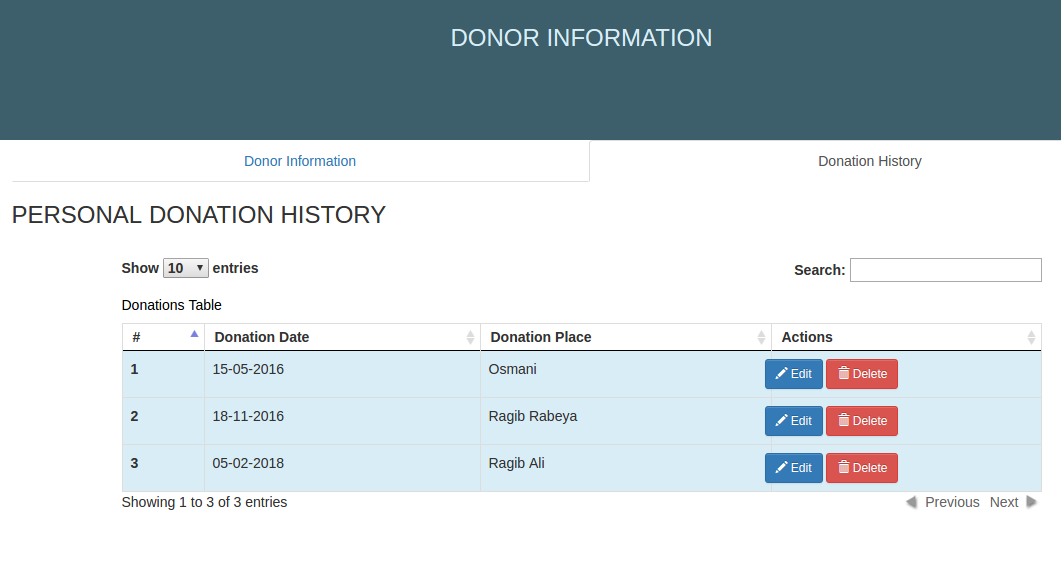 DONOR INFORMATION
Donor Information Donation History
PERSONAL DONATION HISTORY
Show 10 entries Search:
Donations Table
# Donation Date Donation Place Actions
1 15-05-2016 Osmani Edit Delete
2 18-11-2016 Ragib Rabeya Edit Delete
3 05-02-2018 Ragib Ali Edit Delete
Showing 1 to 3 of 3 entries Previous Next